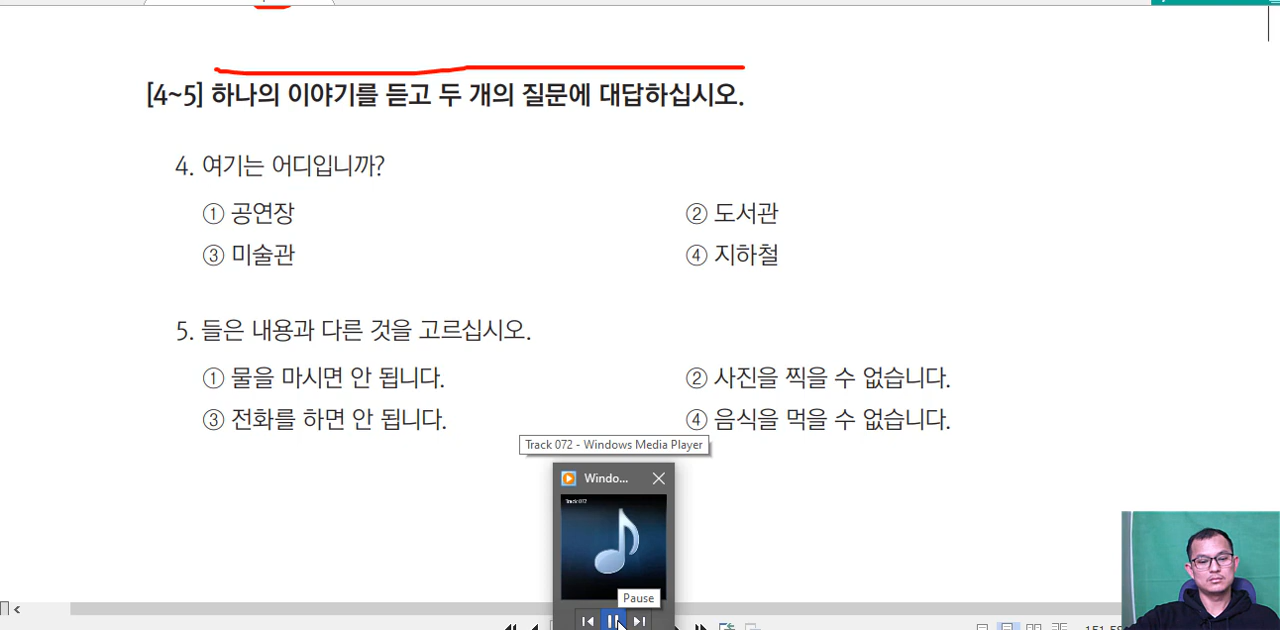 [4~5] 하나의 이야기를 듣고 두 개의 질문에 대답하십시오.
4. 여기는 어디입니까?
① 공연장 ② 도서관
③ 미술관 ④ 지하철
5. 들은 내용과 다른 것을 고르십시오.
① 물을 마시면 안 됩니다. ② 사진을 찍을 수 없습니다.
③ 전화를 하면 안 됩니다. ④ 음식을 먹을 수 없습니다.
Track 072 - Windows Media Player
Windo...
Track 072
Pause